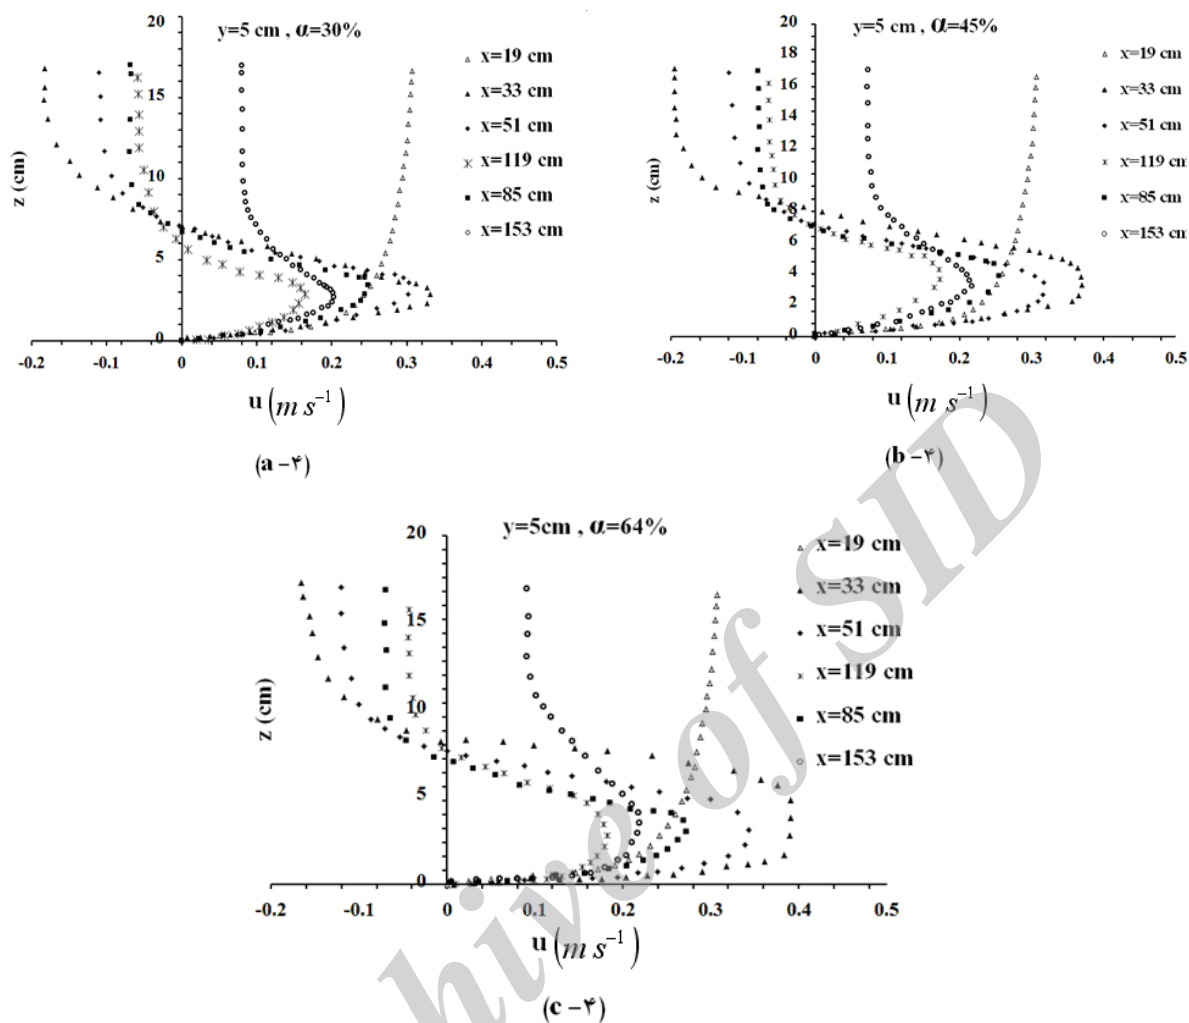 y=5 cm , α=30%
20
15
10
5
0
z (cm)
-0.2 -0.1 0 0.1 0.2 0.3 0.4 0.5
u (m s⁻¹)
x=19 cm
x=33 cm
x=51 cm
x=119 cm
x=85 cm
x=153 cm
(a -۴)
y=5 cm , α=45%
20
18
16
14
12
10
8
6
4
2
0
z (cm)
-0.2 -0.1 0 0.1 0.2 0.3 0.4 0.5
u (m s⁻¹)
x=19 cm
x=33 cm
x=51 cm
x=119 cm
x=85 cm
x=153 cm
(b -۴)
y=5cm , α=64%
20
15
10
5
0
z (cm)
-0.2 -0.1 0 0.1 0.2 0.3 0.4 0.5
u (m s⁻¹)
x=19 cm
x=33 cm
x=51 cm
x=119 cm
x=85 cm
x=153 cm
(c -۴)
hive of SID